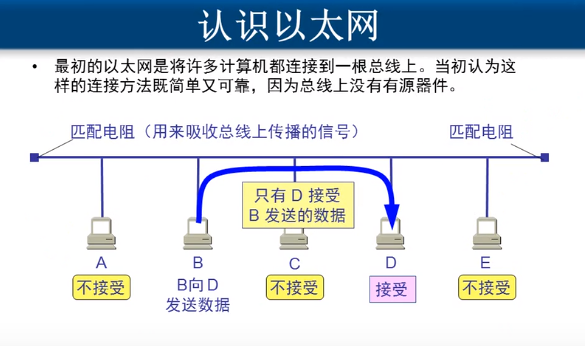 认识以太网
• 最初的以太网是将许多计算机都连接到一根总线上。当初认为这
样的连接方法既简单又可靠，因为总线上没有有源器件。
匹配电阻（用来吸收总线上传播的信号）
匹配电阻
只有 D 接受
B 发送的数据
A
B
C
D
E
不接受
B向 D
发送数据
不接受
接受
不接受